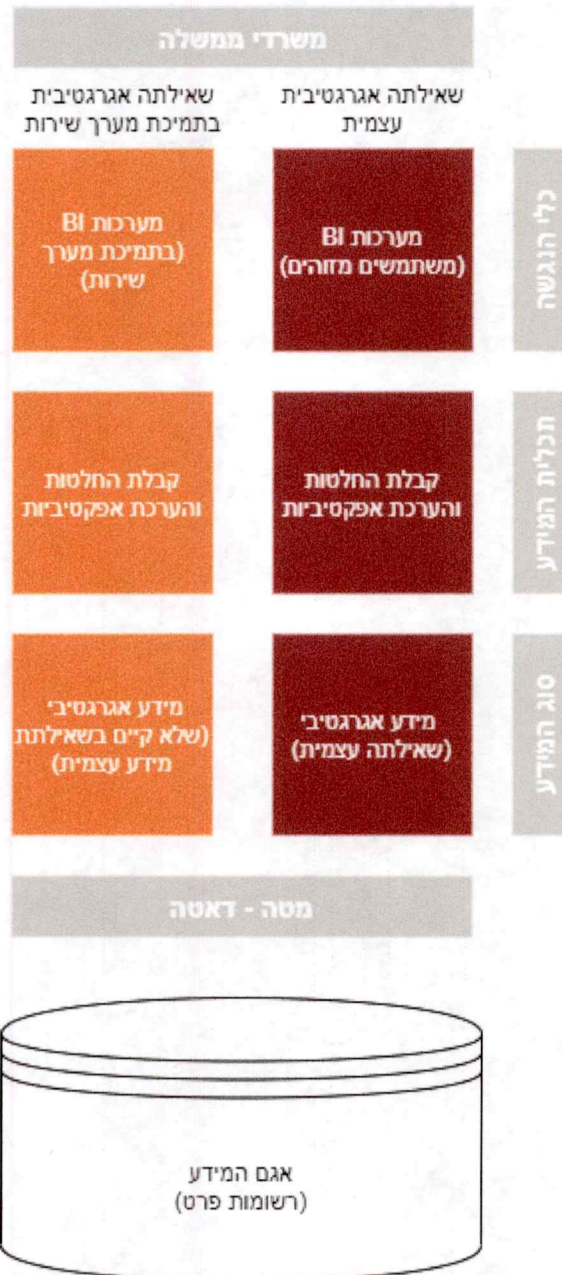 משרדי ממשלה
שאילתה אגרגטיבית
עצמית
שאילתה אגרגטיבית
בתמיכת מערך שירות
כלי הנגשה
מערכות BI
(משתמשים מזוהים)
מערכות BI
(בתמיכת מערך
שירות)
תכלית המידע
קבלת החלטות
והערכת אפקטיביות
קבלת החלטות
והערכת אפקטיביות
סוג המידע
מידע אגרגטיבי
(שאילתה עצמית)
מידע אגרגטיבי
(שלא קיים בשאילתת
מידע עצמית)
מטה - דאטה
אגם המידע
(רשומות פרט)